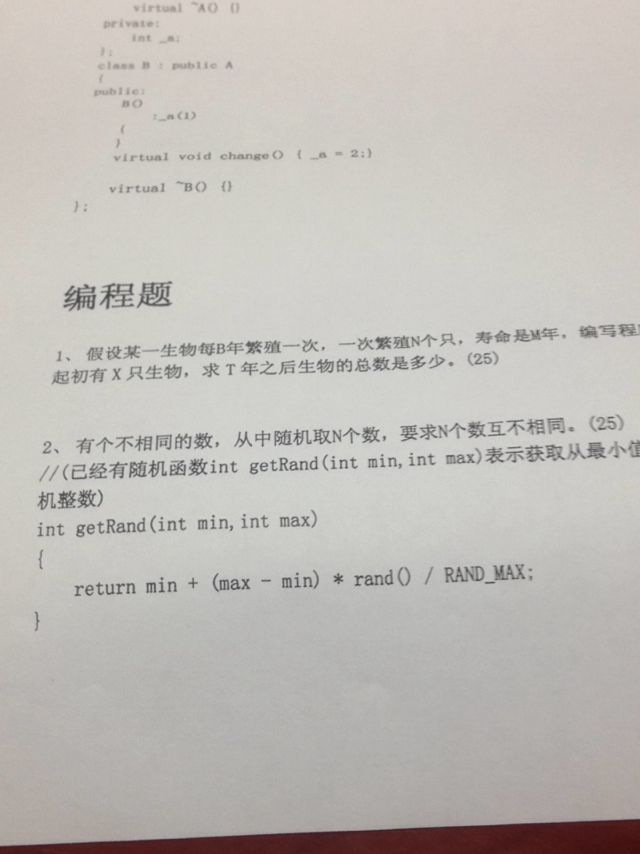 virtual ~A() {}
private:
int _a;
};
class B : public A
{
public:
B()
:_a(1)
{
}
virtual void change() { _a = 2;}
virtual ~B() {}
};
编程题
1、 假设某一生物每B年繁殖一次，一次繁殖N个只，寿命是M年，编写程
起初有 X 只生物，求 T 年之后生物的总数是多少。(25)
2、 有个不相同的数，从中随机取N个数，要求N个数互不相同。(25)
//(已经有随机函数int getRand(int min,int max)表示获取从最小值
机整数)
int getRand(int min,int max)
{
return min + (max - min) * rand() / RAND_MAX;
}